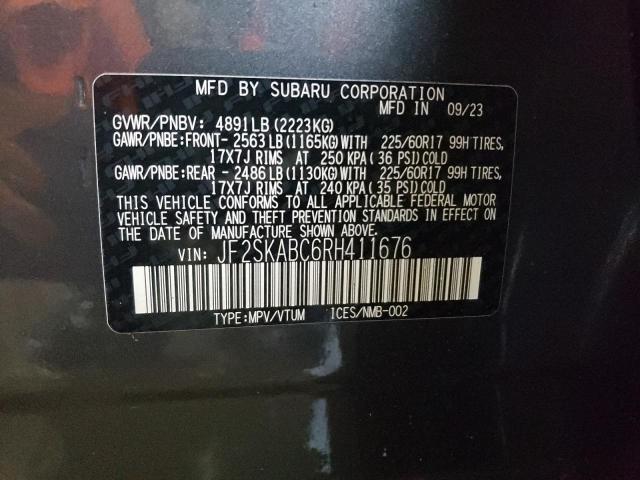 MFD BY SUBARU CORPORATION
MFD IN 09/23
GVWR/PNBV: 4891LB(2223KG)
GAWR/PNBE:FRONT- 2563LB(1165KG)WITH 225/60R17 99H TIRES,
17X7J RIMS AT 250 KPA(36 PSI)COLD
GAWR/PNBE:REAR - 2486LB(1130KG)WITH 225/60R17 99H TIRES,
17X7J RIMS AT 240 KPA(35 PSI)COLD
THIS VEHICLE CONFORMS TO ALL APPLICABLE FEDERAL MOTOR
VEHICLE SAFETY AND THEFT PREVENTION STANDARDS IN EFFECT ON
THE DATE OF MANUFACTURE SHOWN ABOVE.
VIN: JF2SKABC6RH411676
TYPE:MPV/VTUM ICES/NMB-002